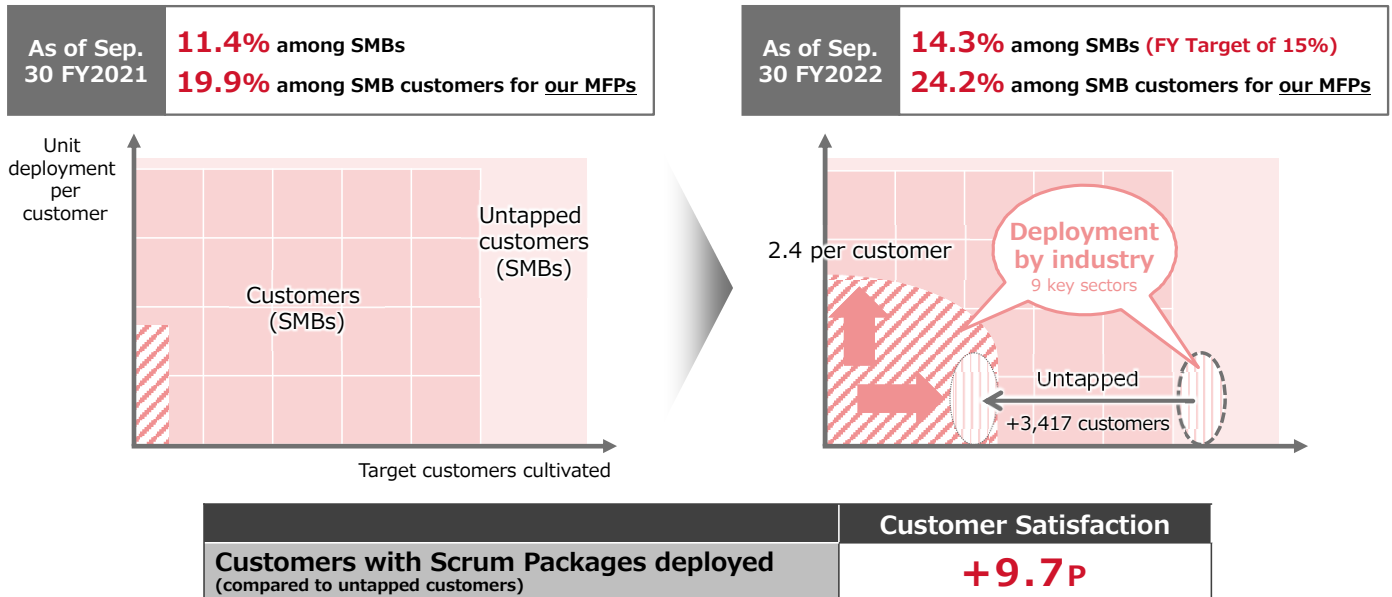 As of Sep.
30 FY2021
11.4% among SMBs
19.9% among SMB customers for our MFPs
As of Sep.
30 FY2022
14.3% among SMBs (FY Target of 15%)
24.2% among SMB customers for our MFPs
Unit
deployment
per
customer
Customers
(SMBs)
Untapped
customers
(SMBs)
Target customers cultivated
2.4 per customer
Deployment
by industry
9 key sectors
Untapped
+3,417 customers
Customer Satisfaction
Customers with Scrum Packages deployed
(compared to untapped customers)
+9.7P